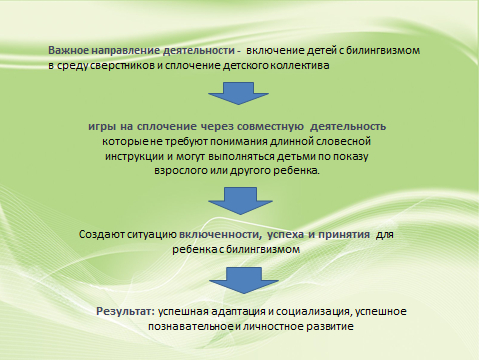 Важное направление деятельности - включение детей с билингвизмом
в среду сверстников и сплочение детского коллектива
игры на сплочение через совместную деятельность
которые не требуют понимания длинной словесной
инструкции и могут выполняться детьми по показу
взрослого или другого ребенка.
Создают ситуацию включенности, успеха и принятия для
ребенка с билингвизмом
Результат: успешная адаптация и социализация, успешное
познавательное и личностное развитие